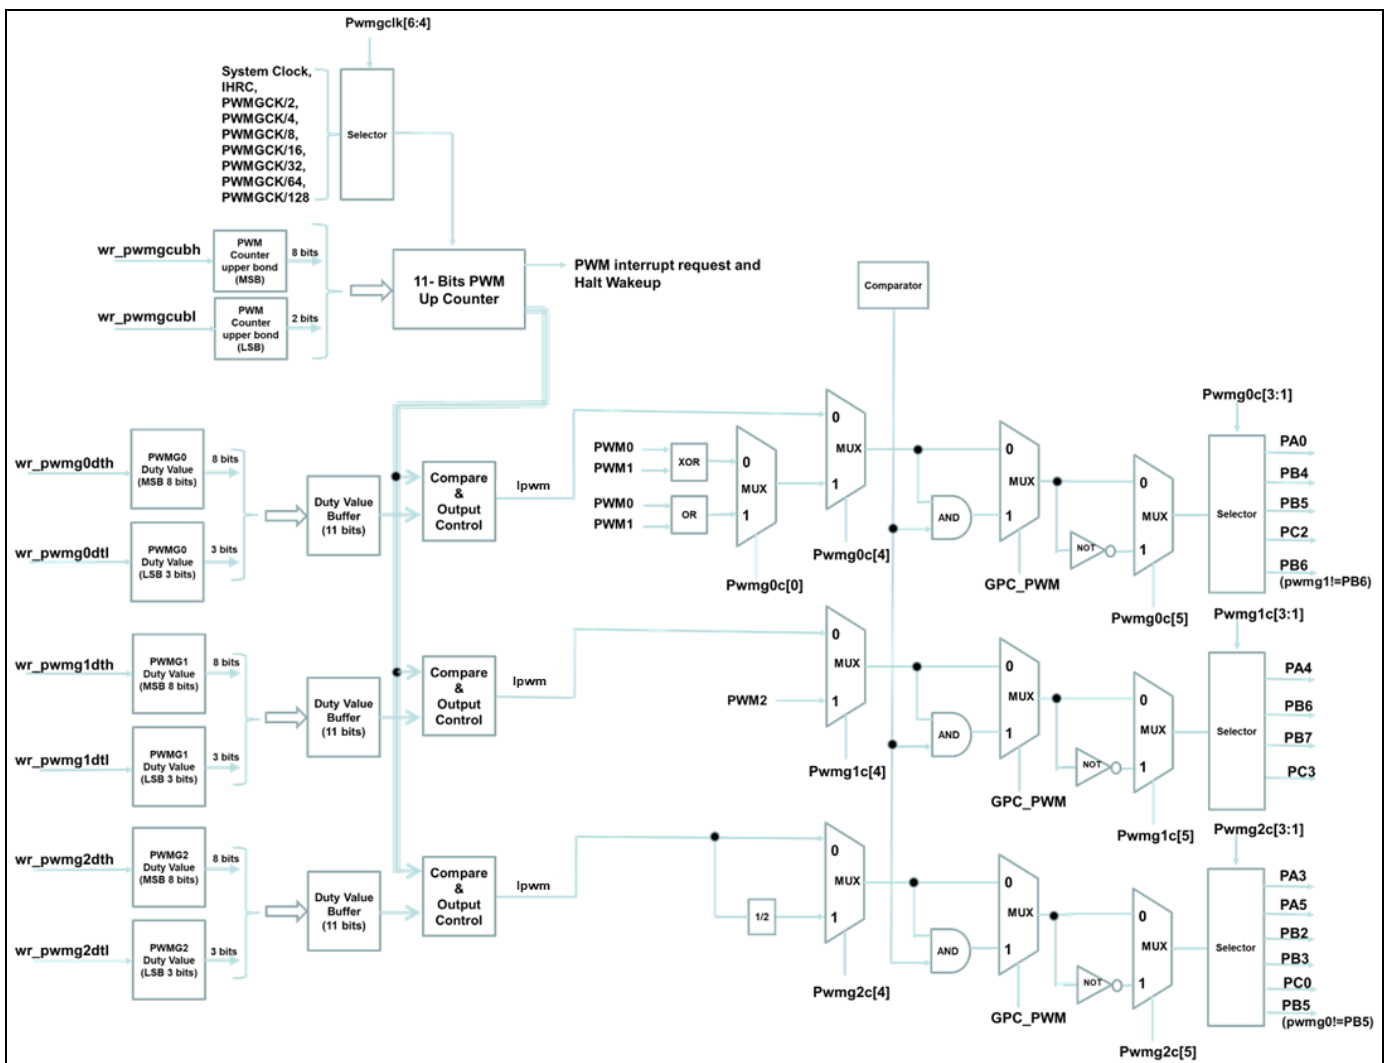 Pwmgclk[6:4]
System Clock,
IHRC,
PWMGCK/2,
PWMGCK/4,
PWMGCK/8,
PWMGCK/16,
PWMGCK/32,
PWMGCK/64,
PWMGCK/128
Selector
wr_pwmgcubh
PWM
Counter
upper bond
(MSB)
8 bits
wr_pwmgcubl
PWM
Counter
upper bond
(LSB)
2 bits
11- Bits PWM
Up Counter
PWM interrupt request and
Halt Wakeup
Comparator
wr_pwmg0dth
PWMG0
Duty Value
(MSB 8 bits)
8 bits
wr_pwmg0dtl
PWMG0
Duty Value
(LSB 3 bits)
3 bits
Duty Value
Buffer
(11 bits)
Compare
&
Output
Control
Ipwm
PWM0
PWM1
XOR
PWM0
PWM1
OR
0
MUX
1
Pwmg0c[0]
0
MUX
1
Pwmg0c[4]
AND
0
MUX
1
GPC_PWM
NOT
0
MUX
1
Pwmg0c[5]
Pwmg0c[3:1]
Selector
PA0
PB4
PB5
PC2
PB6
(pwmg1!=PB6)
wr_pwmg1dth
PWMG1
Duty Value
(MSB 8 bits)
8 bits
wr_pwmg1dtl
PWMG1
Duty Value
(LSB 3 bits)
3 bits
Duty Value
Buffer
(11 bits)
Compare
&
Output
Control
Ipwm
PWM2
0
MUX
1
Pwmg1c[4]
AND
0
MUX
1
GPC_PWM
NOT
0
MUX
1
Pwmg1c[5]
Pwmg1c[3:1]
Selector
PA4
PB6
PB7
PC3
wr_pwmg2dth
PWMG2
Duty Value
(MSB 8 bits)
8 bits
wr_pwmg2dtl
PWMG2
Duty Value
(LSB 3 bits)
3 bits
Duty Value
Buffer
(11 bits)
Compare
&
Output
Control
Ipwm
1/2
0
MUX
1
Pwmg2c[4]
AND
0
MUX
1
GPC_PWM
NOT
0
MUX
1
Pwmg2c[5]
Pwmg2c[3:1]
Selector
PA3
PA5
PB2
PB3
PC0
PB5
(pwmg0!=PB5)